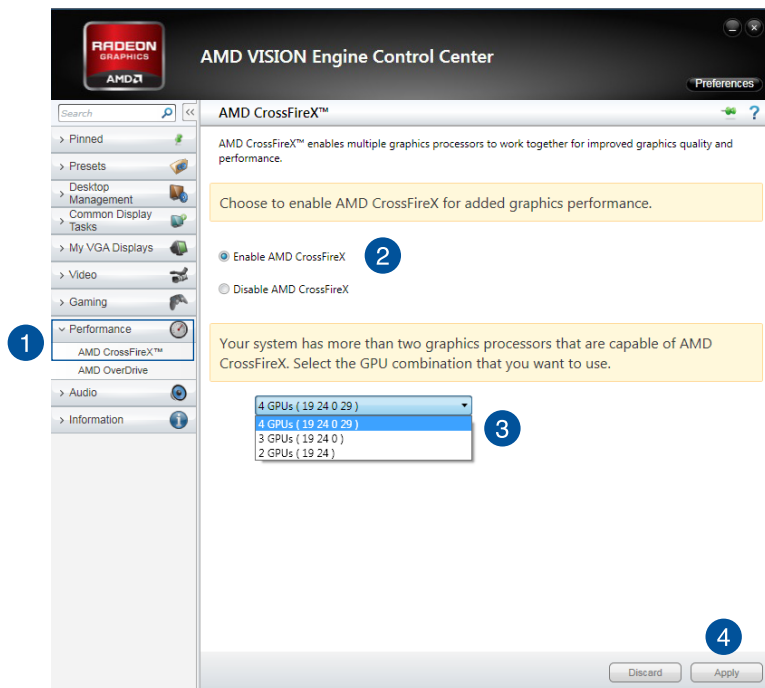 RADEON
GRAPHICS
AMD
AMD VISION Engine Control Center
Preferences
Search
<<
AMD CrossFireX™
?
> Pinned
> Presets
> Desktop
Management
> Common Display
Tasks
> My VGA Displays
> Video
> Gaming
1
Performance
AMD CrossFireX™
AMD OverDrive
> Audio
> Information
AMD CrossFireX™ enables multiple graphics processors to work together for improved graphics quality and
performance.
Choose to enable AMD CrossFireX for added graphics performance.
Enable AMD CrossFireX
2
Disable AMD CrossFireX
Your system has more than two graphics processors that are capable of AMD
CrossFireX. Select the GPU combination that you want to use.
4 GPUs ( 19 24 0 29 )
4 GPUs ( 19 24 0 29 )
3 GPUs ( 19 24 0 )
2 GPUs ( 19 24 )
3
4
Discard
Apply